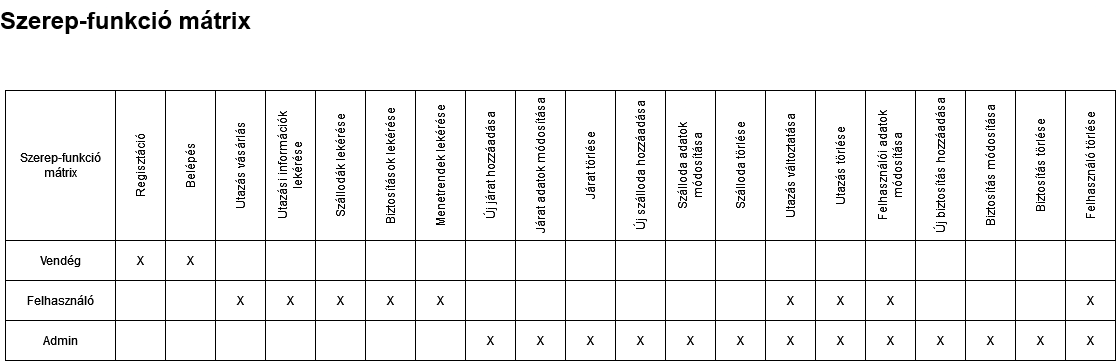 Szerep-funkció mátrix
Szerep-funkció
mátrix
Regisztáció
Belépés
Utazás vásárlás
Utazási információk
lekérése
Szállodák lekérése
Biztosítások lekérése
Menetrendek lekérése
Új járat hozzáadása
Járat adatok módosítása
Járat törlése
Új szálloda hozzáadása
Szálloda adatok
módosítása
Szálloda törlése
Utazás változtatása
Utazás törlése
Felhasználói adatok
módosítása
Új biztosítás hozzáadása
Biztosítás módosítása
Biztosítás törlése
Felhasználó törlése
Vendég X X
Felhasználó X X X X X X X X X
Admin X X X X X X X X X X X X X